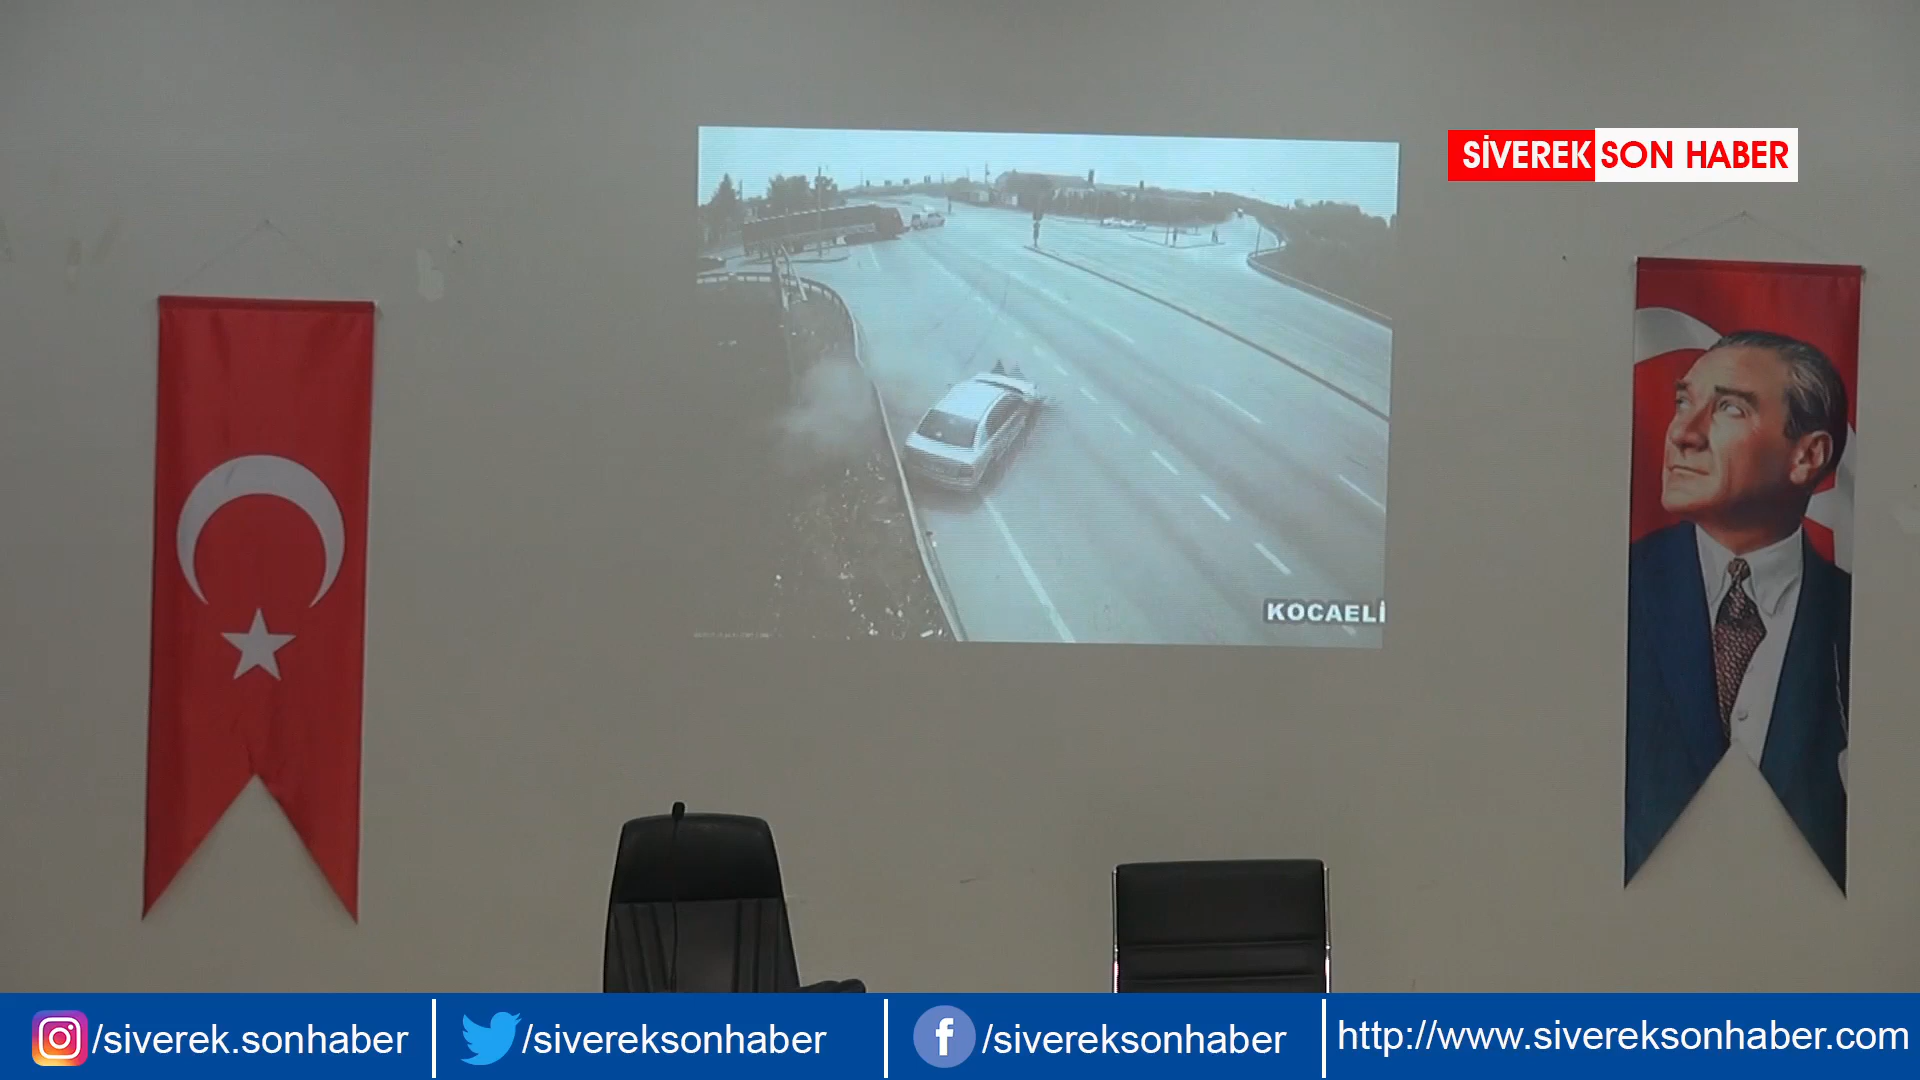 SİVEREK SON HABER
KOCAELİ
/siverek.sonhaber
/sivereksonhaber
/sivereksonhaber
http://www.sivereksonhaber.com